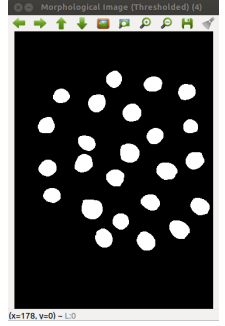 Morphological Image (Thresholded) (4)
(x=178, y=0) ~ L:0